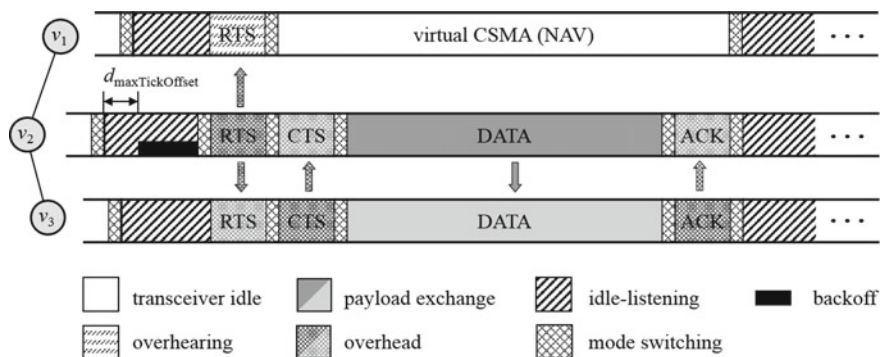 v1 RTS virtual CSMA (NAV) ...
dmaxTickOffset
v2 RTS CTS DATA ACK ...
v3 RTS CTS DATA ACK ...
transceiver idle payload exchange idle-listening backoff
overhearing overhead mode switching